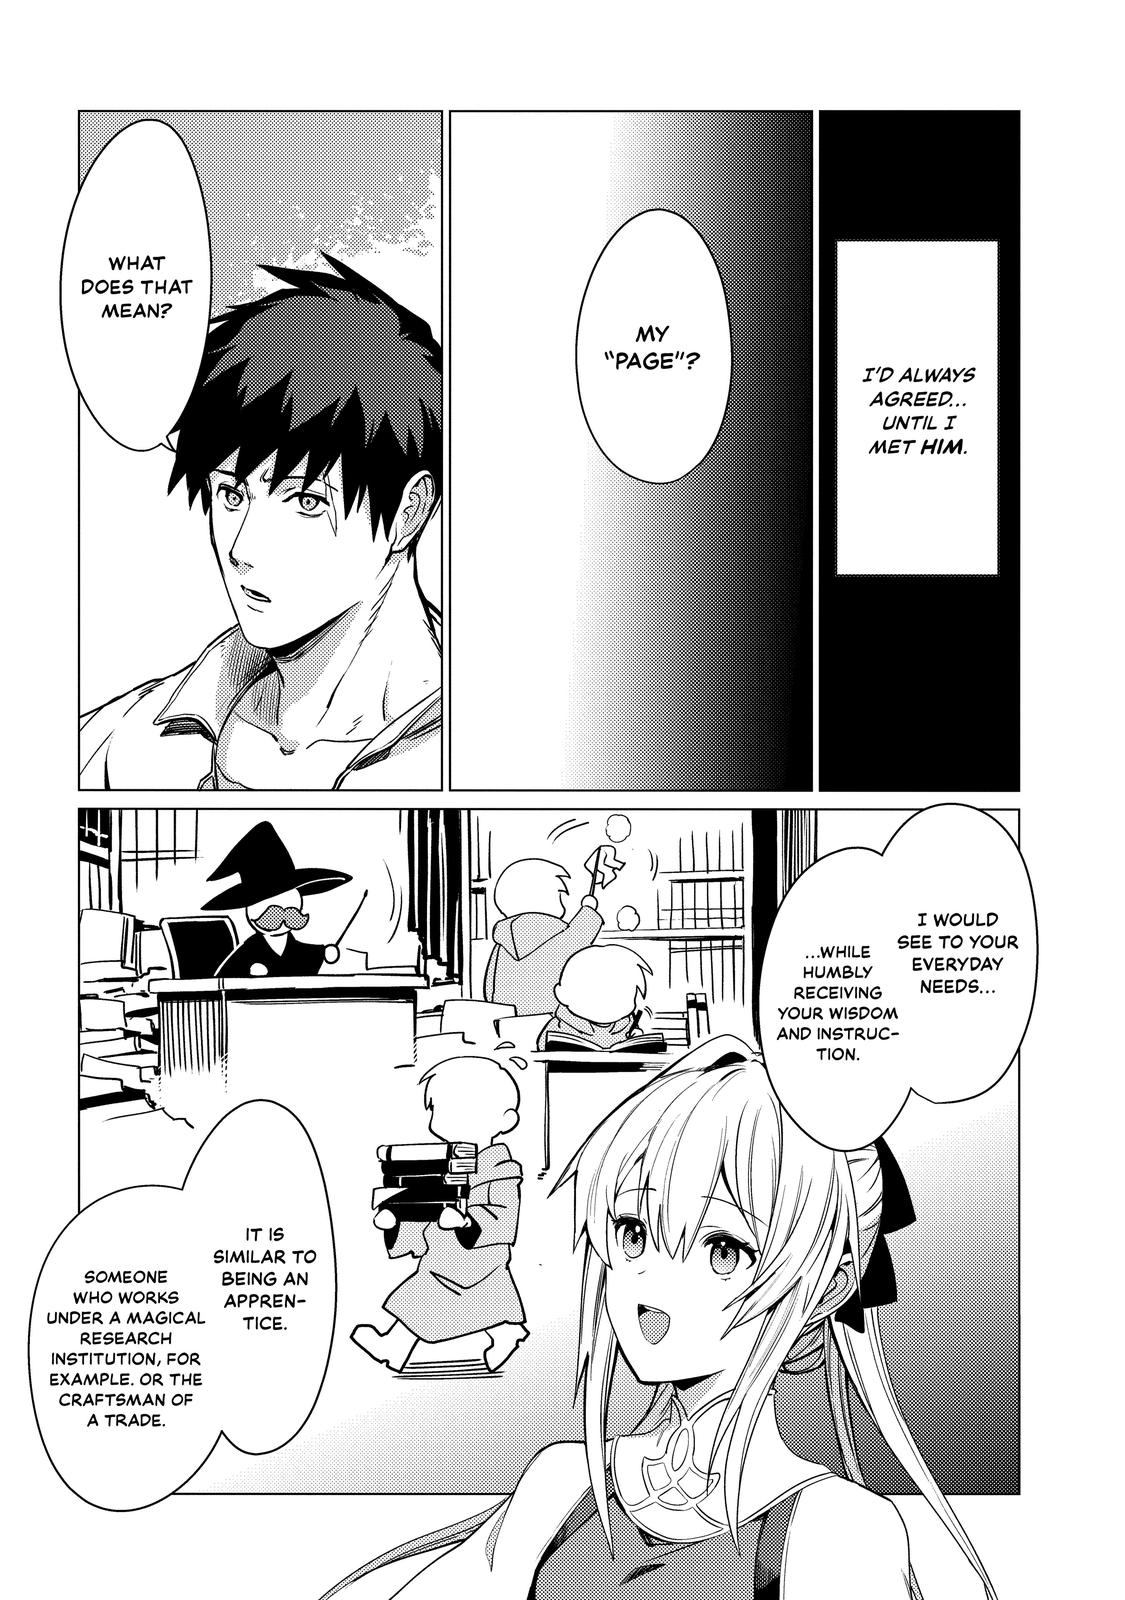 I'D ALWAYS
AGREED...
UNTIL I
MET HIM.
MY
"PAGE"?
WHAT
DOES THAT
MEAN?
I WOULD
SEE TO YOUR
EVERYDAY
NEEDS...
...WHILE
HUMBLY
RECEIVING
YOUR WISDOM
AND INSTRUC-
TION.
IT IS
SIMILAR TO
BEING AN
APPREN-
TICE.
SOMEONE
WHO WORKS
UNDER A MAGICAL
RESEARCH
INSTITUTION, FOR
EXAMPLE. OR THE
CRAFTSMAN OF
A TRADE.